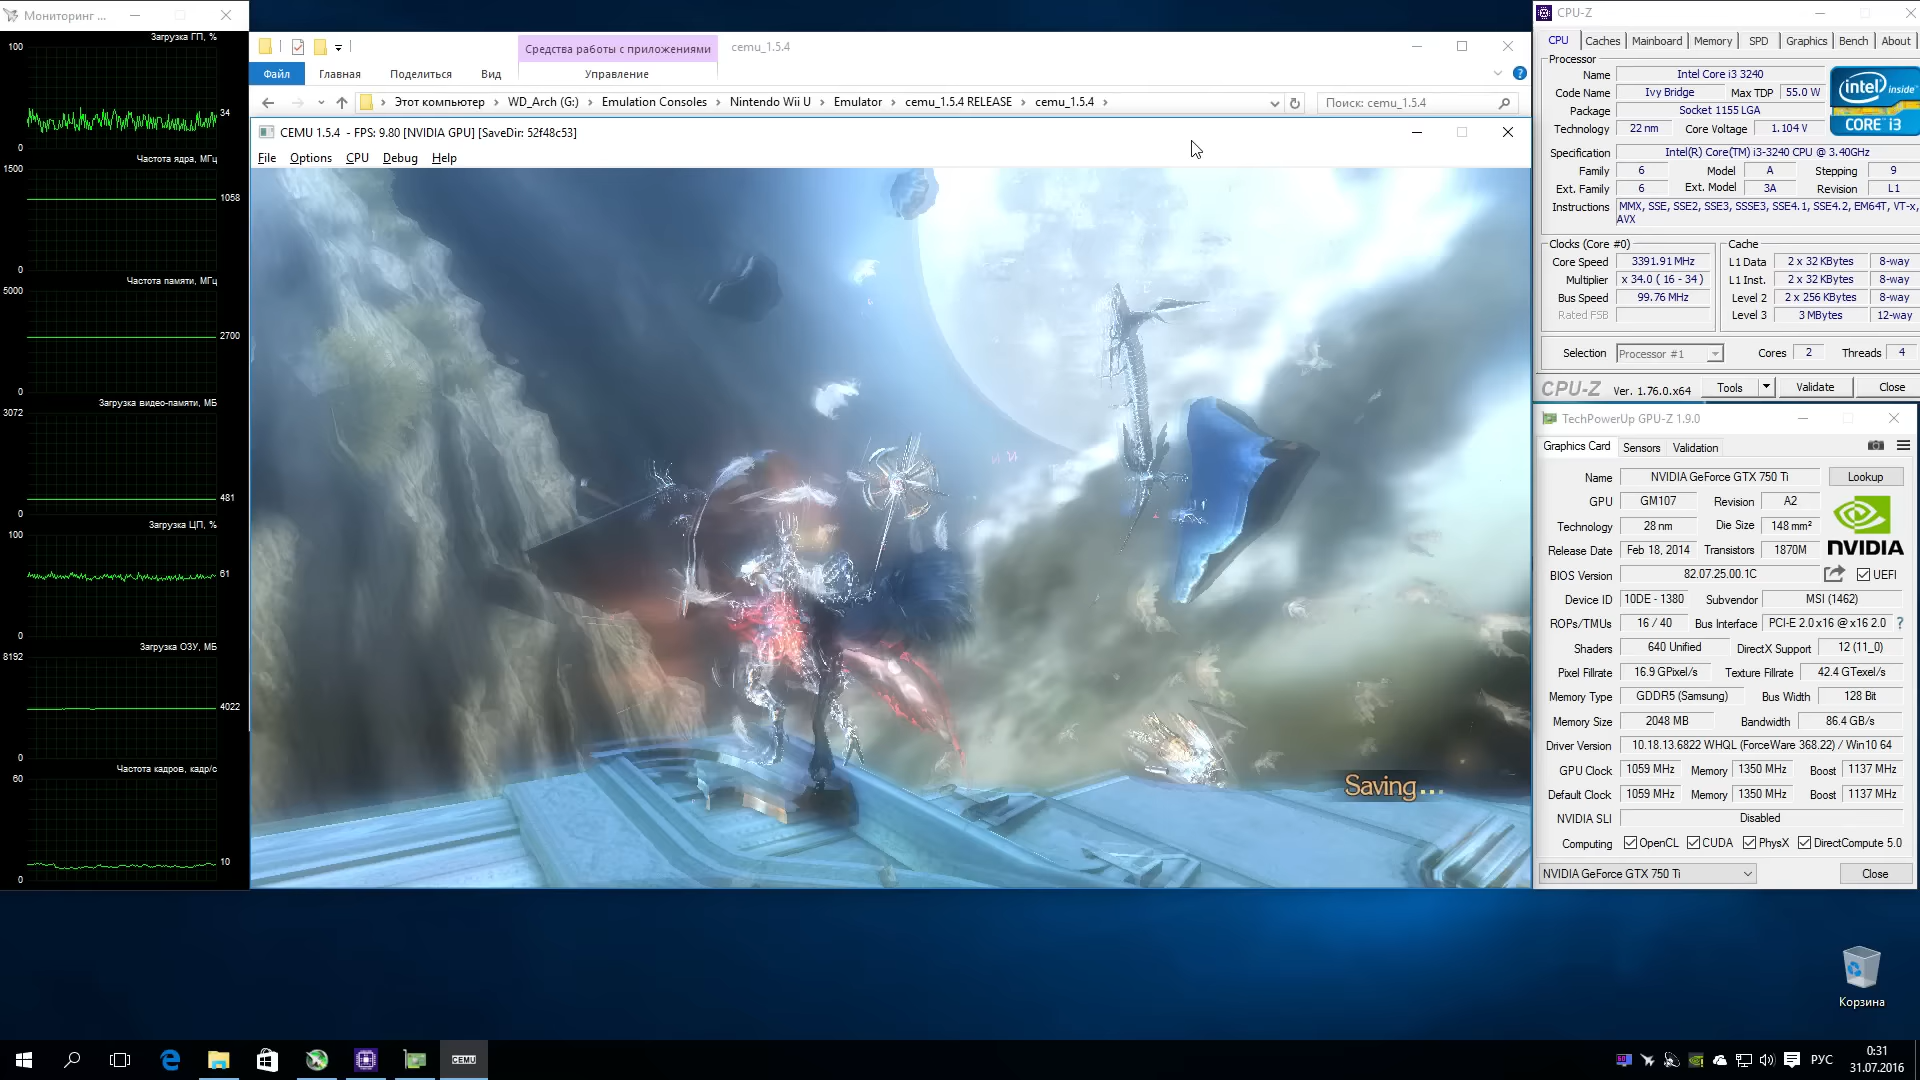 Мониторинг ...
Загрузка ГП, %
100
34
0
Частота ядра, МГц
1500
1058
0
Частота памяти, МГц
5000
2700
0
Загрузка видео-памяти, МБ
3072
481
0
Загрузка ЦП, %
100
61
0
Загрузка ОЗУ, МБ
8192
4022
0
Частота кадров, кадр/с
60
10
0
Средства работы с приложениями
cemu_1.5.4
Файл Главная Поделиться Вид Управление
Этот компьютер WD_Arch (G:) Emulation Consoles Nintendo Wii U Emulator cemu_1.5.4 RELEASE cemu_1.5.4
Поиск: cemu_1.5.4
CEMU 1.5.4 - FPS: 9.80 [NVIDIA GPU] [SaveDir: 52f48c53]
File Options CPU Debug Help
Saving...
CPU-Z
CPU Caches Mainboard Memory SPD Graphics Bench About
Processor
Name Intel Core i3 3240
Code Name Ivy Bridge Max TDP 55.0 W
Package Socket 1155 LGA
Technology 22 nm Core Voltage 1.104 V
intel inside™
CORE i3
Specification Intel(R) Core(TM) i3-3240 CPU @ 3.40GHz
Family 6 Model A Stepping 9
Ext. Family 6 Ext. Model 3A Revision L1
Instructions MMX, SSE, SSE2, SSE3, SSSE3, SSE4.1, SSE4.2, EM64T, VT-x,
AVX
Clocks (Core #0)
Core Speed 3391.91 MHz
Multiplier x 34.0 ( 16 - 34 )
Bus Speed 99.76 MHz
Rated FSB
Cache
L1 Data 2 x 32 KBytes 8-way
L1 Inst. 2 x 32 KBytes 8-way
Level 2 2 x 256 KBytes 8-way
Level 3 3 MBytes 12-way
Selection Processor #1 Cores 2 Threads 4
CPU-Z Ver. 1.76.0.x64 Tools Validate Close
TechPowerUp GPU-Z 1.9.0
Graphics Card Sensors Validation
Name NVIDIA GeForce GTX 750 Ti Lookup
GPU GM107 Revision A2
Technology 28 nm Die Size 148 mm²
Release Date Feb 18, 2014 Transistors 1870M
NVIDIA
BIOS Version 82.07.25.00.1C UEFI
Device ID 10DE - 1380 Subvendor MSI (1462)
ROPs/TMUs 16 / 40 Bus Interface PCI-E 2.0 x16 @ x16 2.0 ?
Shaders 640 Unified DirectX Support 12 (11_0)
Pixel Fillrate 16.9 GPixel/s Texture Fillrate 42.4 GTexel/s
Memory Type GDDR5 (Samsung) Bus Width 128 Bit
Memory Size 2048 MB Bandwidth 86.4 GB/s
Driver Version 10.18.13.6822 WHQL (ForceWare 368.22) / Win10 64
GPU Clock 1059 MHz Memory 1350 MHz Boost 1137 MHz
Default Clock 1059 MHz Memory 1350 MHz Boost 1137 MHz
NVIDIA SLI Disabled
Computing OpenCL CUDA PhysX DirectCompute 5.0
NVIDIA GeForce GTX 750 Ti Close
Корзина
CEMU
РУС
0:31
31.07.2016